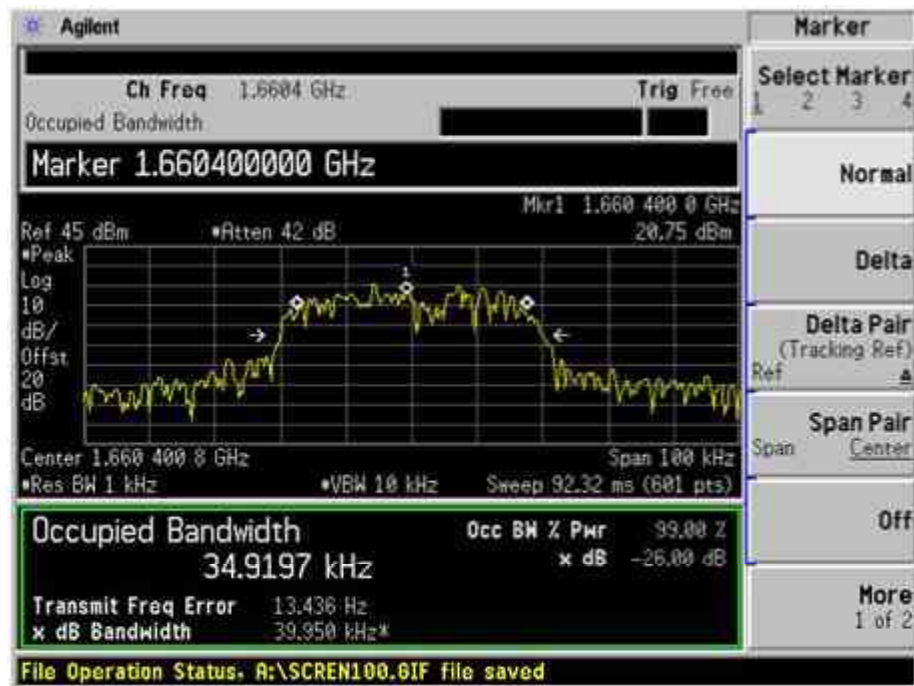 Agilent
Marker
Ch Freq 1.6604 GHz Trig Free
Occupied Bandwidth
Marker 1.660400000 GHz
Mkr1 1.660 400 0 GHz
Ref 45 dBm *Atten 42 dB 20.75 dBm
*Peak
Log
10
dB/
Offst
20
dB
1
Center 1.660 400 0 GHz Span 100 kHz
*Res BW 1 kHz *VBW 10 kHz Sweep 92.32 ms (601 pts)
Occupied Bandwidth
34.9197 kHz
Occ BW % Pwr 99.00 %
x dB -26.00 dB
Transmit Freq Error 13.436 Hz
x dB Bandwidth 39.950 kHz*
File Operation Status, A:\SCREN100.GIF file saved
Select Marker
1 2 3 4
Normal
Delta
Delta Pair
(Tracking Ref)
Ref Δ
Span Pair
Span Center
Off
More
1 of 2